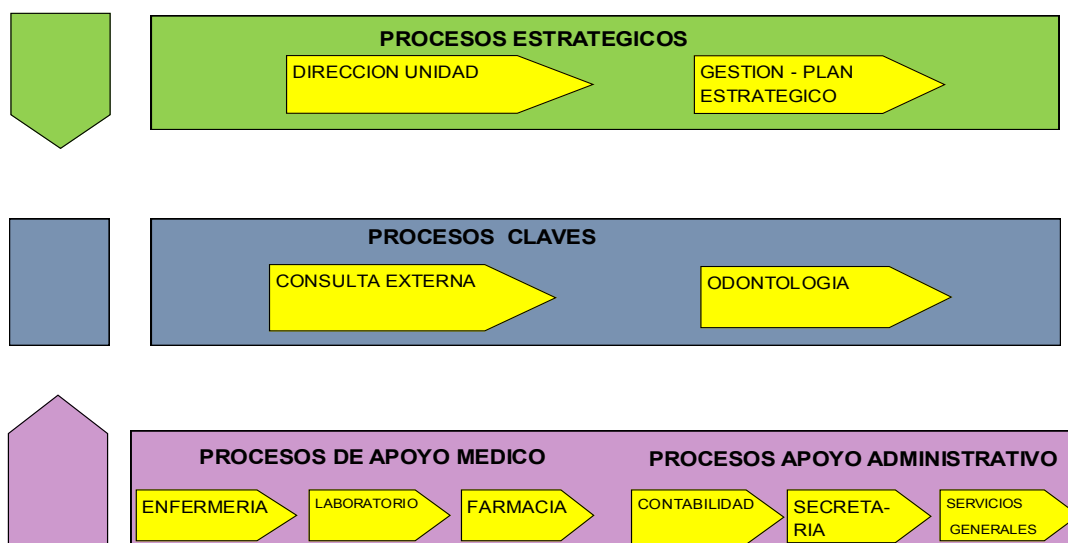 PROCESOS ESTRATEGICOS
DIRECCION UNIDAD
GESTION - PLAN
ESTRATEGICO
PROCESOS CLAVES
CONSULTA EXTERNA
ODONTOLOGIA
PROCESOS DE APOYO MEDICO
PROCESOS APOYO ADMINISTRATIVO
ENFERMERIA
LABORATORIO
FARMACIA
CONTABILIDAD
SECRETA-
RIA
SERVICIOS
GENERALES